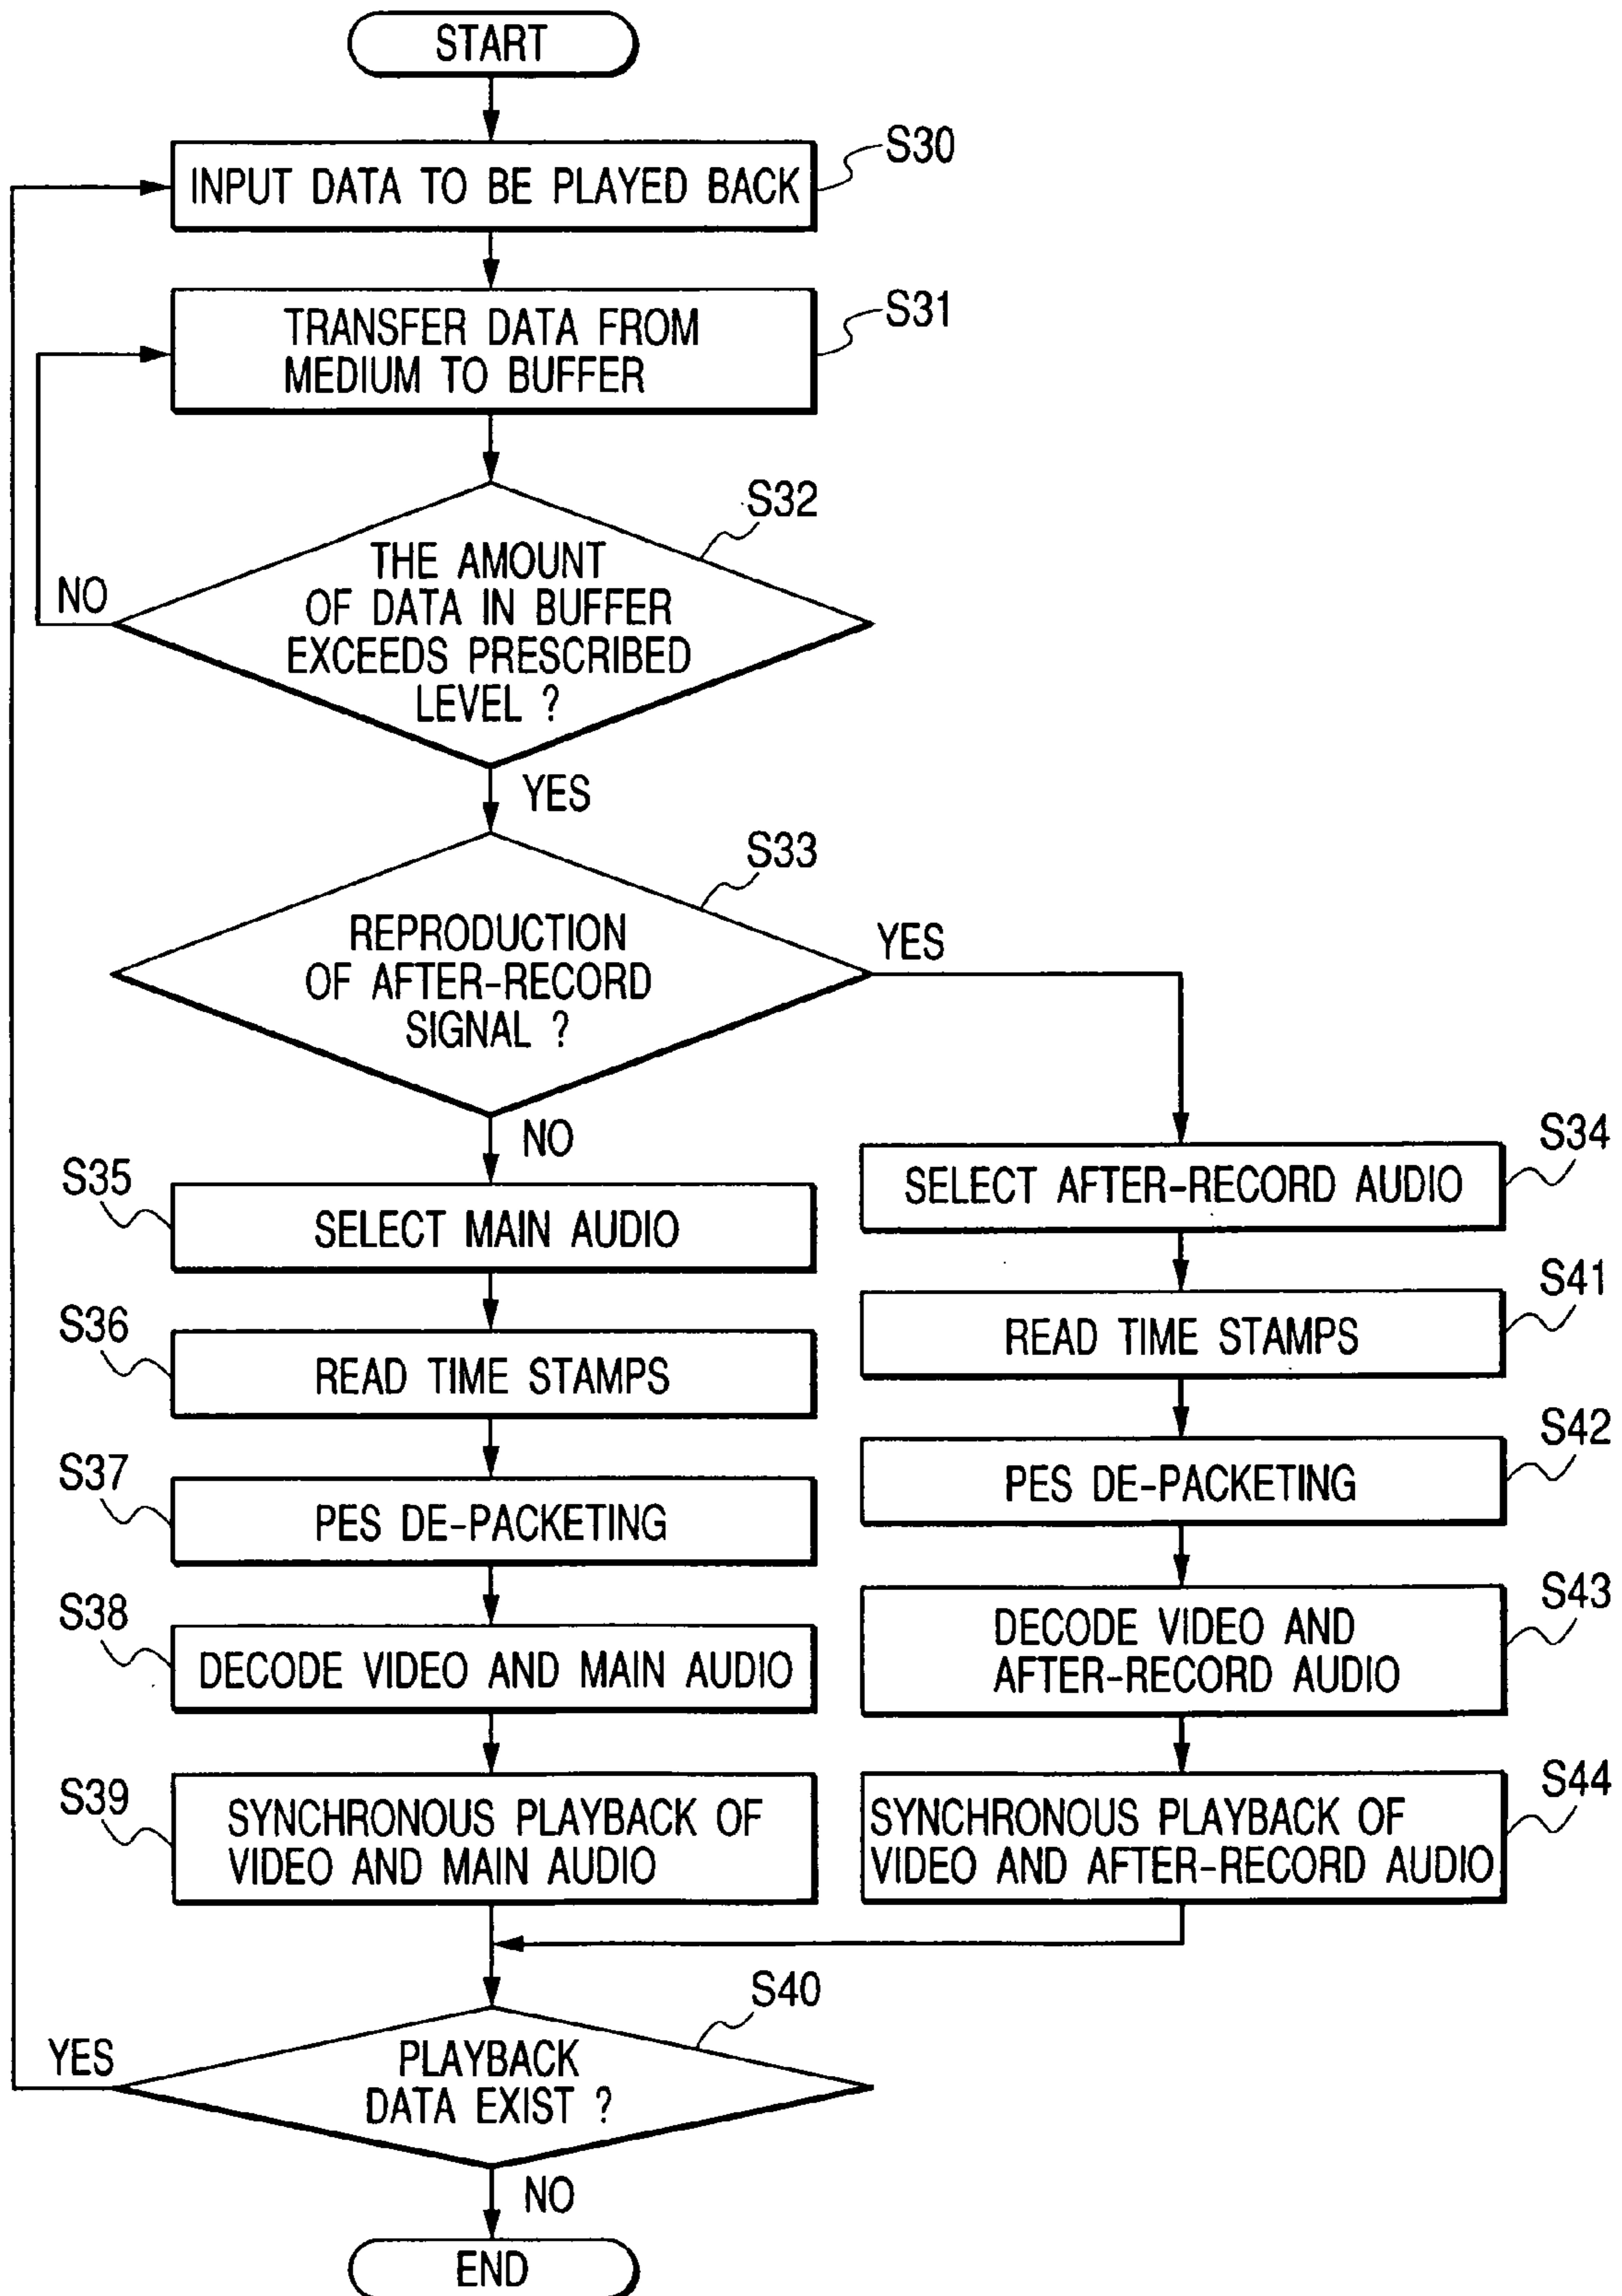 START
S30
INPUT DATA TO BE PLAYED BACK
S31
TRANSFER DATA FROM
MEDIUM TO BUFFER
S32
THE AMOUNT
OF DATA IN BUFFER
EXCEEDS PRESCRIBED
LEVEL ?
NO
YES
S33
REPRODUCTION
OF AFTER-RECORD
SIGNAL ?
YES
NO
S35
SELECT MAIN AUDIO
S36
READ TIME STAMPS
S37
PES DE-PACKETING
S38
DECODE VIDEO AND MAIN AUDIO
S39
SYNCHRONOUS PLAYBACK OF
VIDEO AND MAIN AUDIO
S34
SELECT AFTER-RECORD AUDIO
S41
READ TIME STAMPS
S42
PES DE-PACKETING
S43
DECODE VIDEO AND
AFTER-RECORD AUDIO
S44
SYNCHRONOUS PLAYBACK OF
VIDEO AND AFTER-RECORD AUDIO
S40
PLAYBACK
DATA EXIST ?
YES
NO
END